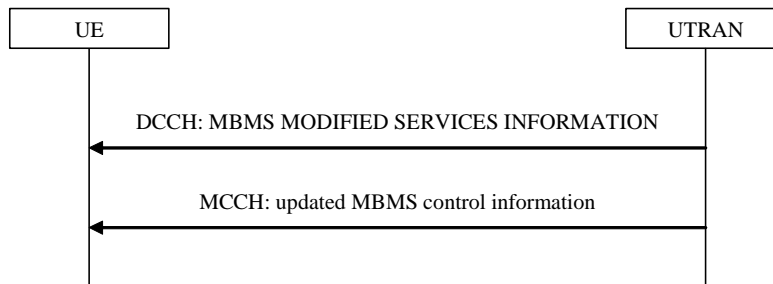 UE
UTRAN
DCCH: MBMS MODIFIED SERVICES INFORMATION
MCCH: updated MBMS control information